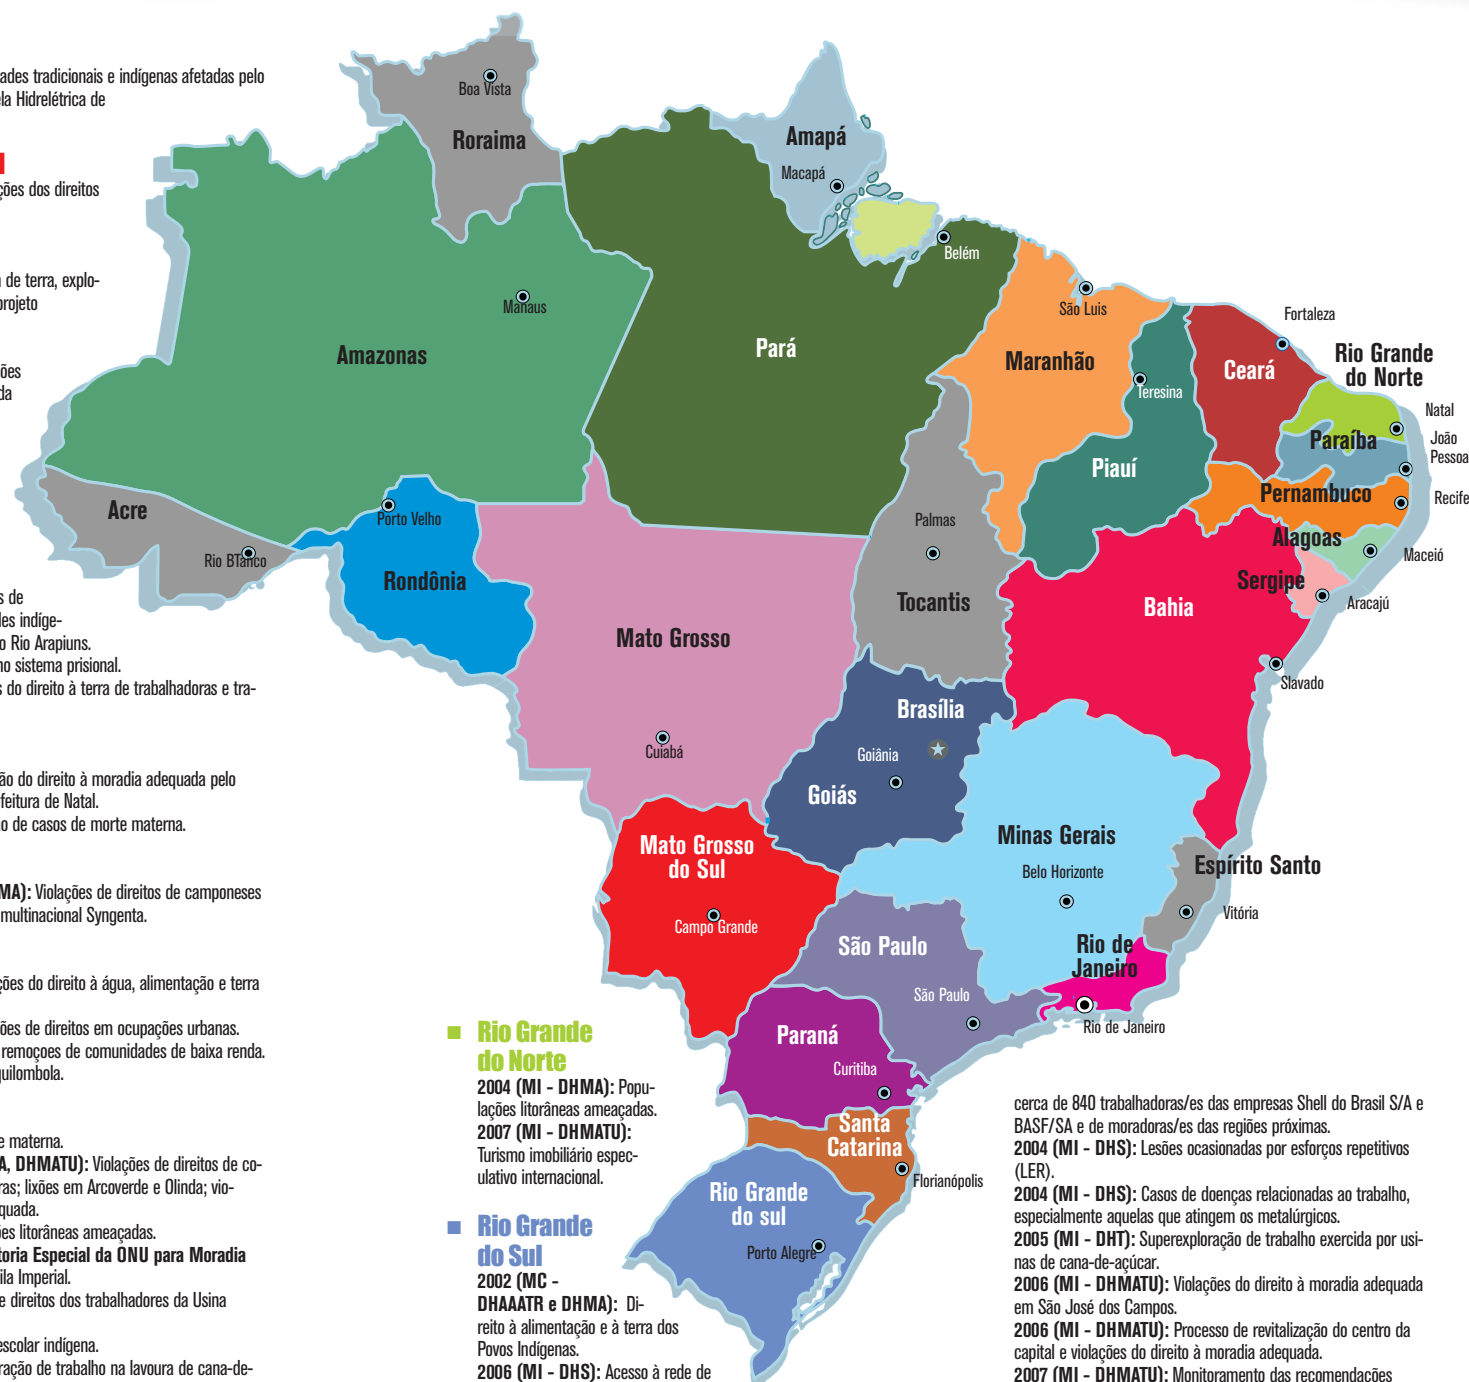 ades tradicionais e indígenas afetadas pelo
la Hidrelétrica de
ções dos direitos
de terra, explo-
projeto
ões
da
s de
des indíge-
o Rio Arapiuns.
no sistema prisional.
s do direito à terra de trabalhadoras e tra-
ão do direito à moradia adequada pelo
feitura de Natal.
o de casos de morte materna.
MA): Violações de direitos de camponeses
multinacional Syngenta.
ções do direito à água, alimentação e terra
ões de direitos em ocupações urbanas.
remoçoes de comunidades de baixa renda.
quilombola.
e materna.
A, DHMATU): Violações de direitos de co-
ras; lixões em Arcoverde e Olinda; vio-
quada.
ões litorâneas ameaçadas.
toria Especial da ONU para Moradia
ila Imperial.
e direitos dos trabalhadores da Usina
escolar indígena.
ração de trabalho na lavoura de cana-de-
Boa Vista
Roraima
Amapá
Macapá
Belém
Manaus
Amazonas
Pará
São Luis
Maranhão
Teresina
Piauí
Fortaleza
Ceará
Rio Grande
do Norte
Natal
Paraíba
João
Pessoa
Pernambuco
Recife
Alagoas
Maceió
Sergipe
Aracajú
Acre
Rio BTanco
Porto Velho
Rondônia
Palmas
Tocantis
Mato Grosso
Cuiabá
Bahia
Slavado
Brasília
Goiânia
Goiás
Mato Grosso
do Sul
Campo Grande
Minas Gerais
Belo Horizonte
Espírito Santo
Vitória
Rio de
Janeiro
Rio de Janeiro
São Paulo
São Paulo
Paraná
Curitiba
Santa
Catarina
Florianópolis
Rio Grande
do sul
Porto Alegre
Rio Grande
do Norte
2004 (MI - DHMA): Popu-
lações litorâneas ameaçadas.
2007 (MI - DHMATU):
Turismo imobiliário espec-
ulativo internacional.
Rio Grande
do Sul
2002 (MC -
DHAAATR e DHMA): Di-
reito à alimentação e à terra dos
Povos Indígenas.
2006 (MI - DHS): Acesso à rede de
cerca de 840 trabalhadoras/es das empresas Shell do Brasil S/A e
BASF/SA e de moradoras/es das regiões próximas.
2004 (MI - DHS): Lesões ocasionadas por esforços repetitivos
(LER).
2004 (MI - DHS): Casos de doenças relacionadas ao trabalho,
especialmente aquelas que atingem os metalúrgicos.
2005 (MI - DHT): Superexploração de trabalho exercida por usi-
nas de cana-de-açúcar.
2006 (MI - DHMATU): Violações do direito à moradia adequada
em São José dos Campos.
2006 (MI - DHMATU): Processo de revitalização do centro da
capital e violações do direito à moradia adequada.
2007 (MI - DHMATU): Monitoramento das recomendações